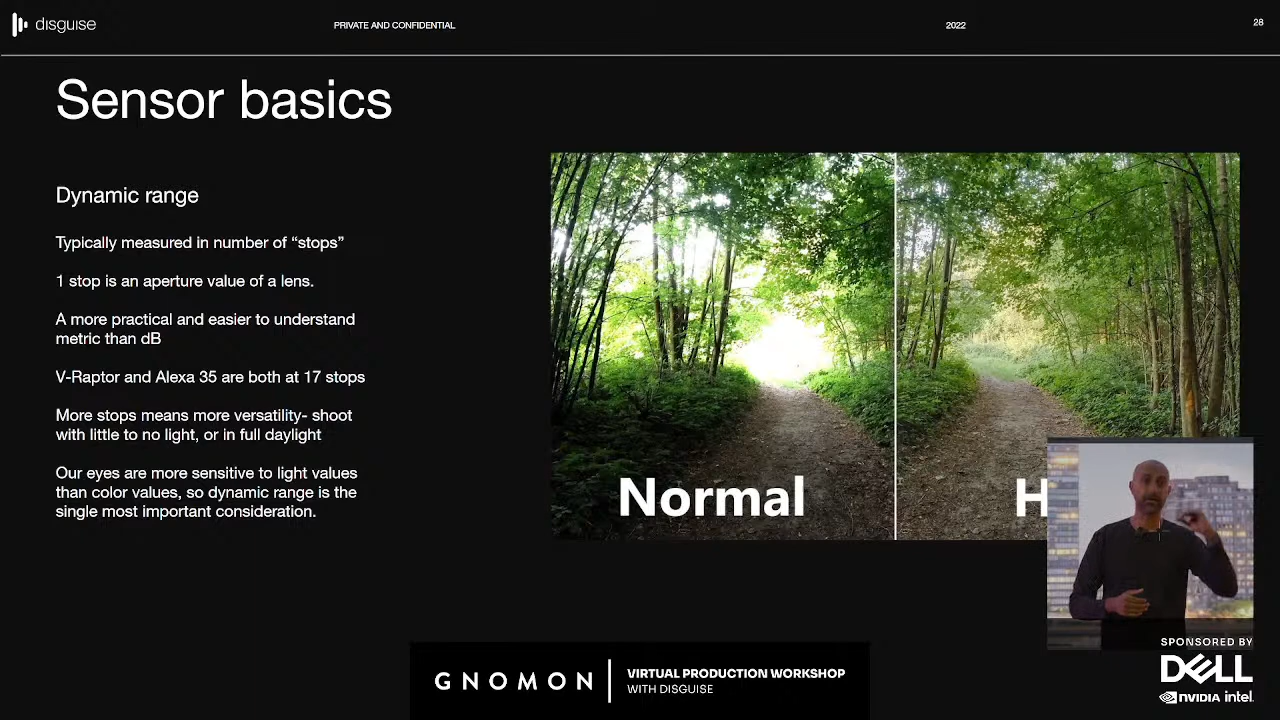 disguise
PRIVATE AND CONFIDENTIAL
2022
28
Sensor basics
Dynamic range
Typically measured in number of “stops”
1 stop is an aperture value of a lens.
A more practical and easier to understand
metric than dB
V-Raptor and Alexa 35 are both at 17 stops
More stops means more versatility- shoot
with little to no light, or in full daylight
Our eyes are more sensitive to light values
than color values, so dynamic range is the
single most important consideration.
Normal
H
GNOMON
VIRTUAL PRODUCTION WORKSHOP
WITH DISGUISE
SPONSORED BY
DELL
NVIDIA intel.